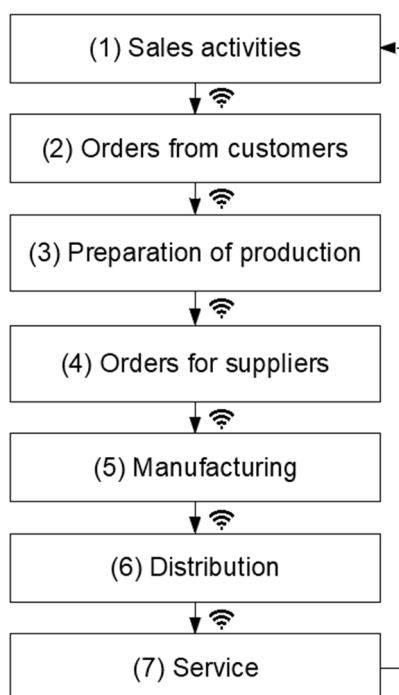 (1) Sales activities
(2) Orders from customers
(3) Preparation of production
(4) Orders for suppliers
(5) Manufacturing
(6) Distribution
(7) Service